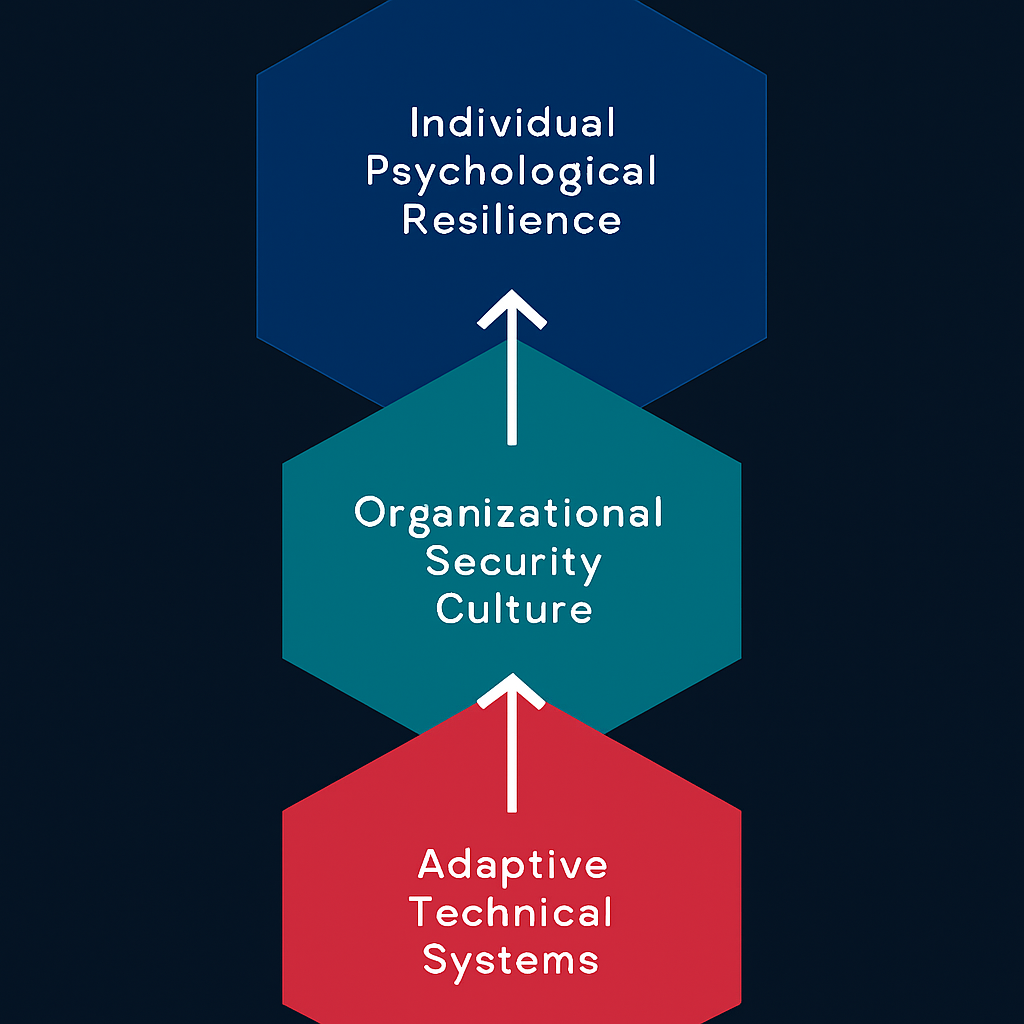 Individual
Psychological
Resilience
Organizational
Security
Culture
Adaptive
Technical
Systems